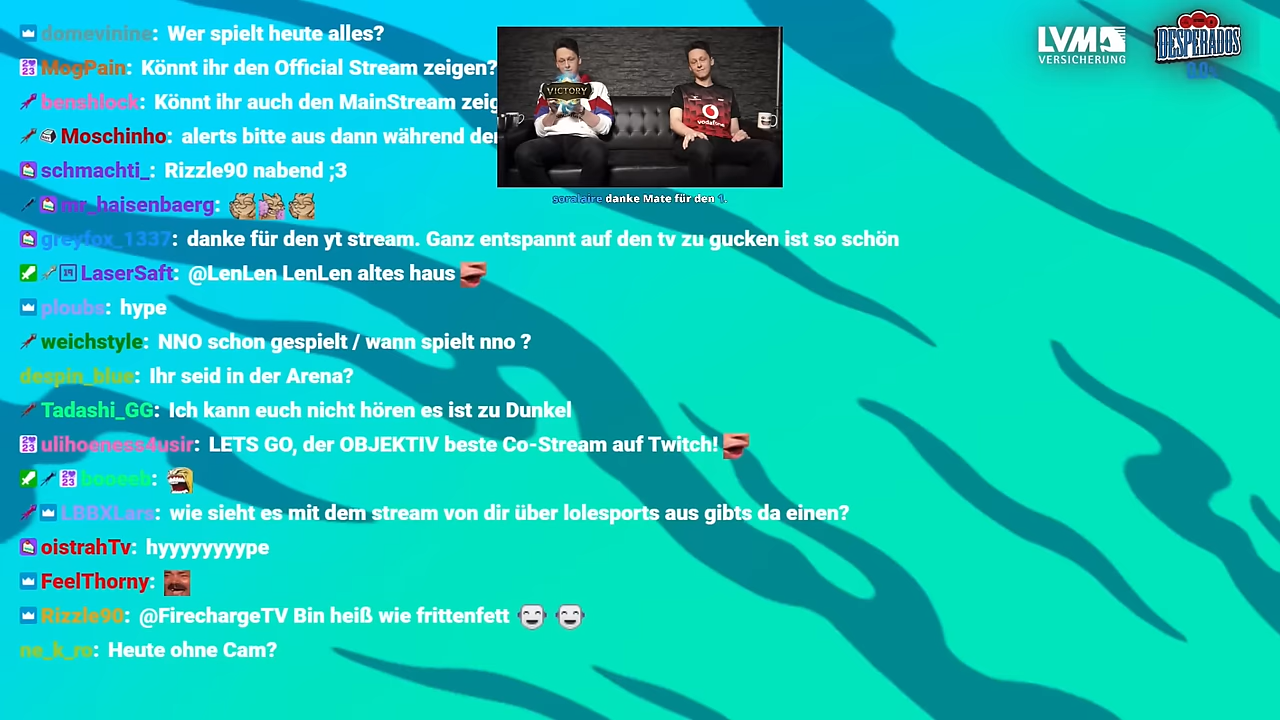 domevinine: Wer spielt heute alles?
MogPain: Könnt ihr den Official Stream zeigen?
benshlock: Könnt ihr auch den MainStream zeig
Moschinho: alerts bitte aus dann während der
schmachti_: Rizzle90 nabend ;3
mr_haisenbaerg:
greyfox_1337: danke für den yt stream. Ganz entspannt auf den tv zu gucken ist so schön
LaserSaft: @LenLen LenLen altes haus
ploubs: hype
weichstyle: NNO schon gespielt / wann spielt nno ?
despin_blue: Ihr seid in der Arena?
Tadashi_GG: Ich kann euch nicht hören es ist zu Dunkel
ulihoeness4usir: LETS GO, der OBJEKTIV beste Co-Stream auf Twitch!
booeeb:
LBBXLars: wie sieht es mit dem stream von dir über lolesports aus gibts da einen?
oistrahTv: hyyyyyyyype
FeelThorny:
Rizzle90: @FirechargeTV Bin heiß wie frittenfett
ne_k_ro: Heute ohne Cam?
VICTORY
vodafone
soralaire danke Mate für den 1.
LVM
VERSICHERUNG
DESPERADOS